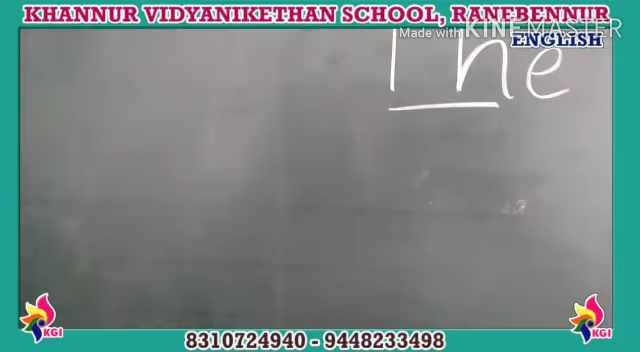 KHANNUR VIDYANIKETHAN SCHOOL, RANEBENNUR
Made with KINEMASTER
ENGLISH
The
KGI
KGI
8310724940 - 9448233498